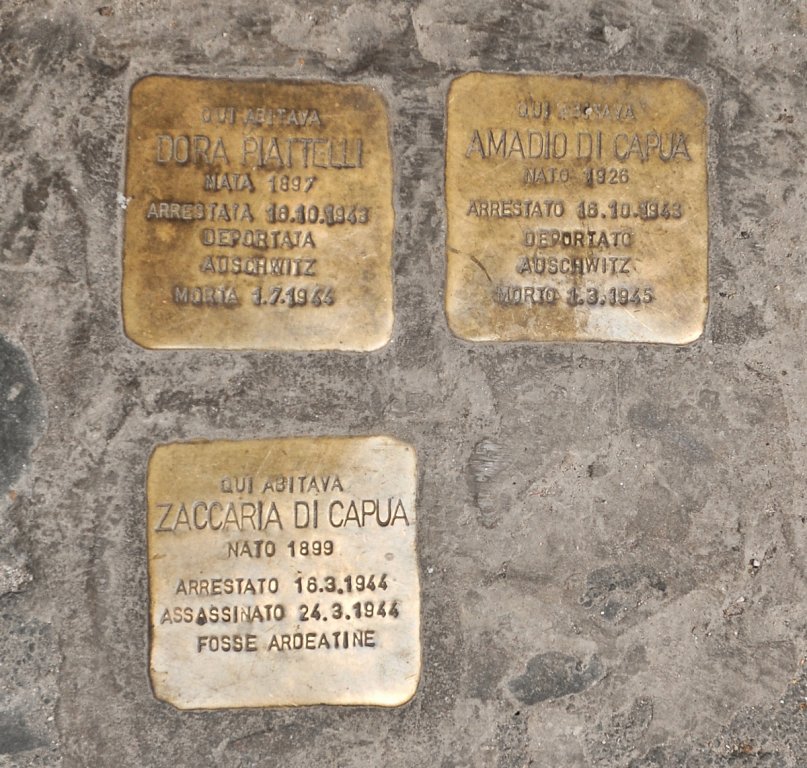 QUI ABITAVA
DORA PIATTELLI
NATA 1897
ARRESTATA 16.10.1943
DEPORTATA
AUSCHWITZ
MORTA 1.7.1944
QUI ABITAVA
AMADIO DI CAPUA
NATO 1926
ARRESTATO 16.10.1943
DEPORTATO
AUSCHWITZ
MORTO 1.3.1945
QUI ABITAVA
ZACCARIA DI CAPUA
NATO 1899
ARRESTATO 16.3.1944
ASSASSINATO 24.3.1944
FOSSE ARDEATINE